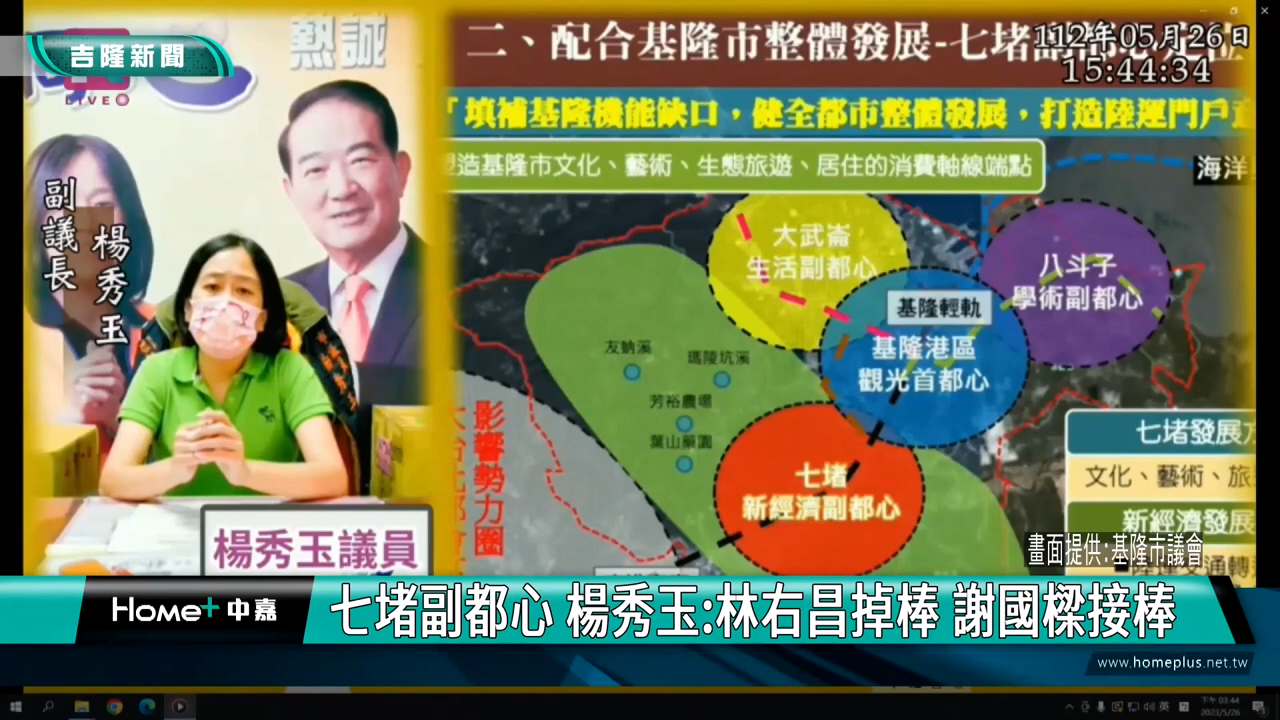 吉隆新聞
LIVE
熱誠
副議長
楊秀玉
楊秀玉議員
二、配合基隆市整體發展-七堵
112年05月26日
15:44:34
「填補基隆機能缺口，健全都市整體發展，打造陸運門戶
塑造基隆市文化、藝術、生態旅遊、居住的消費軸線端點
海洋
大武崙
生活副都心
八斗子
學術副都心
基隆輕軌
基隆港區
觀光首都心
友蚋溪
瑪陵坑溪
芳裕農場
葉山蘭園
影響勢力圈
七堵
新經濟副都心
七堵發展
文化、藝術、旅
新經濟發展
畫面提供:基隆市議會
Home+ 中嘉
七堵副都心 楊秀玉:林右昌掉棒 謝國樑接棒
www.homeplus.net.tw
英
下午 03:44
2023/5/26